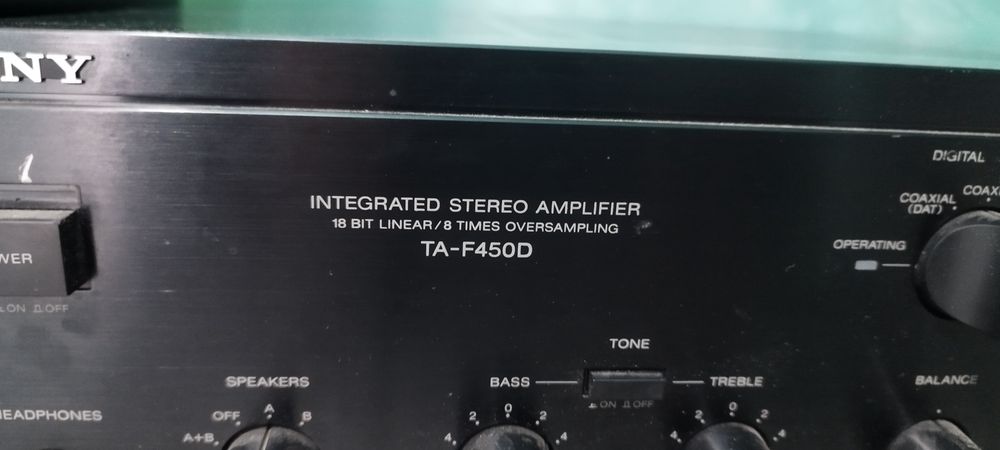 NY
DIGITAL
COAXIAL
(DAT)
COAX
INTEGRATED STEREO AMPLIFIER
18 BIT LINEAR/8 TIMES OVERSAMPLING
TA-F450D
OPERATING
WER
ON OFF
TONE
SPEAKERS
BASS
TREBLE
BALANCE
ON OFF
HEADPHONES
OFF A B
A+B
2 0 2
4 4
2 0 2
4 4